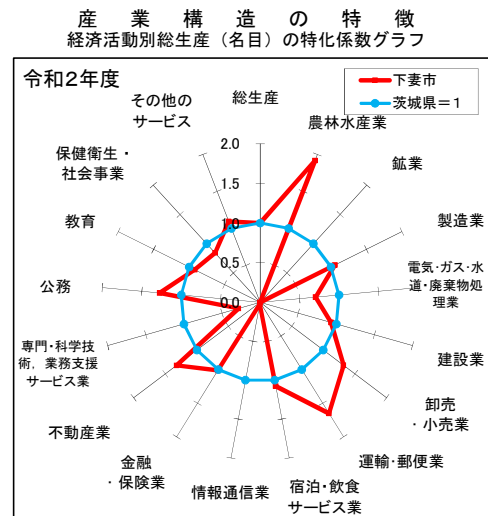 産業構造の特徴
経済活動別総生産（名目）の特化係数グラフ
令和2年度
下妻市
茨城県＝1
総生産
農林水産業
鉱業
製造業
電気・ガス・水
道・廃棄物処
理業
建設業
卸売
・小売業
運輸・郵便業
宿泊・飲食
サービス業
情報通信業
金融
・保険業
不動産業
専門・科学技
術，業務支援
サービス業
公務
教育
保健衛生・
社会事業
その他の
サービス
2.0
1.5
1.0
0.5
0.0